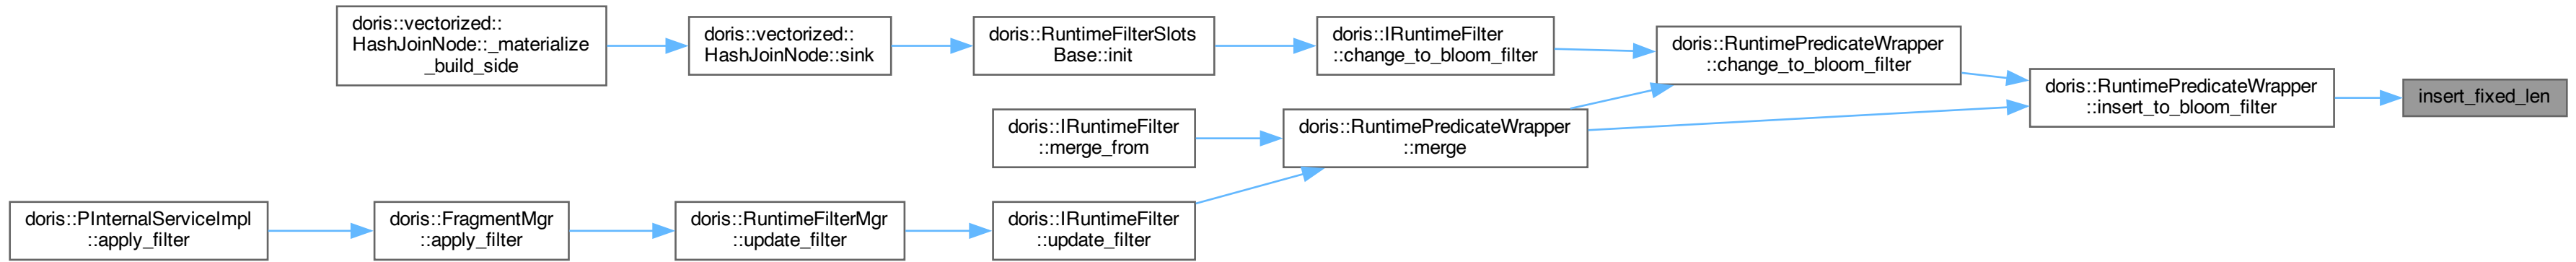 doris::vectorized::
HashJoinNode::_materialize
_build_side
doris::vectorized::
HashJoinNode::sink
doris::RuntimeFilterSlots
Base::init
doris::IRuntimeFilter
::change_to_bloom_filter
doris::RuntimePredicateWrapper
::change_to_bloom_filter
doris::RuntimePredicateWrapper
::insert_to_bloom_filter
insert_fixed_len
doris::IRuntimeFilter
::merge_from
doris::RuntimePredicateWrapper
::merge
doris::PInternalServiceImpl
::apply_filter
doris::FragmentMgr
::apply_filter
doris::RuntimeFilterMgr
::update_filter
doris::IRuntimeFilter
::update_filter